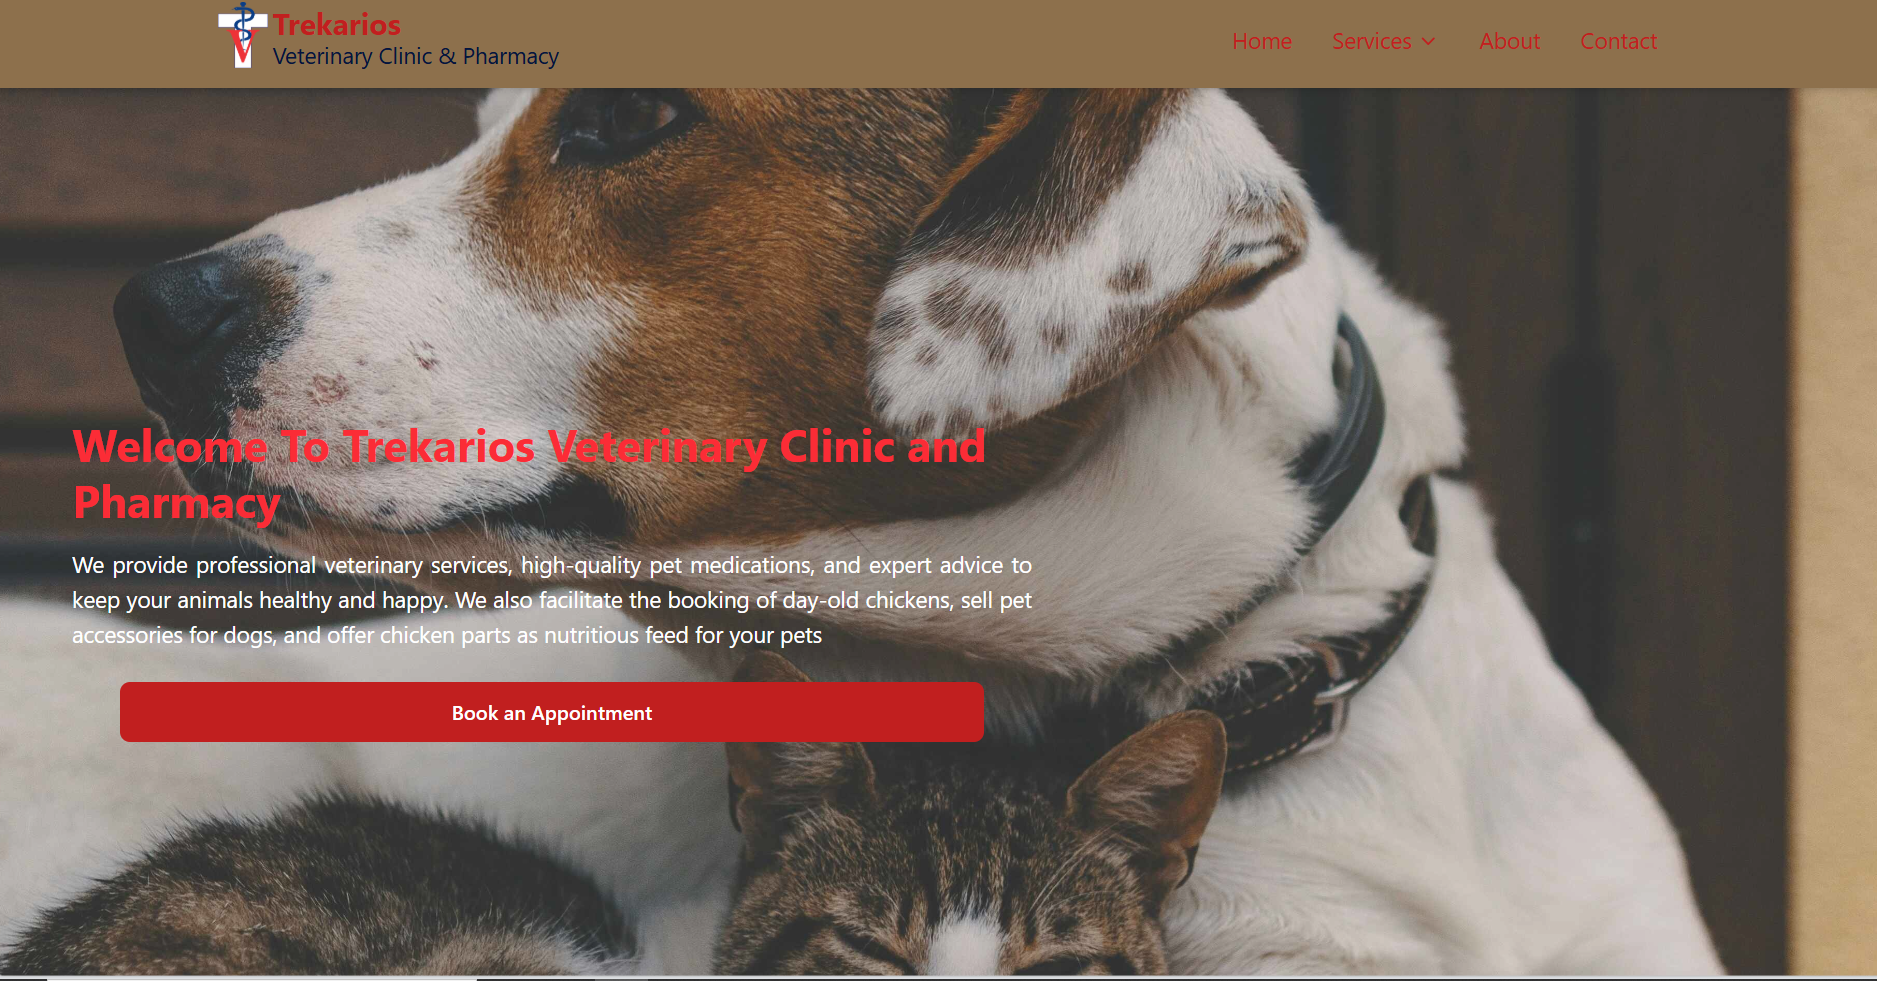 Trekarios
Veterinary Clinic & Pharmacy
Home Services About Contact
Welcome To Trekarios Veterinary Clinic and
Pharmacy
We provide professional veterinary services, high-quality pet medications, and expert advice to
keep your animals healthy and happy. We also facilitate the booking of day-old chickens, sell pet
accessories for dogs, and offer chicken parts as nutritious feed for your pets
Book an Appointment